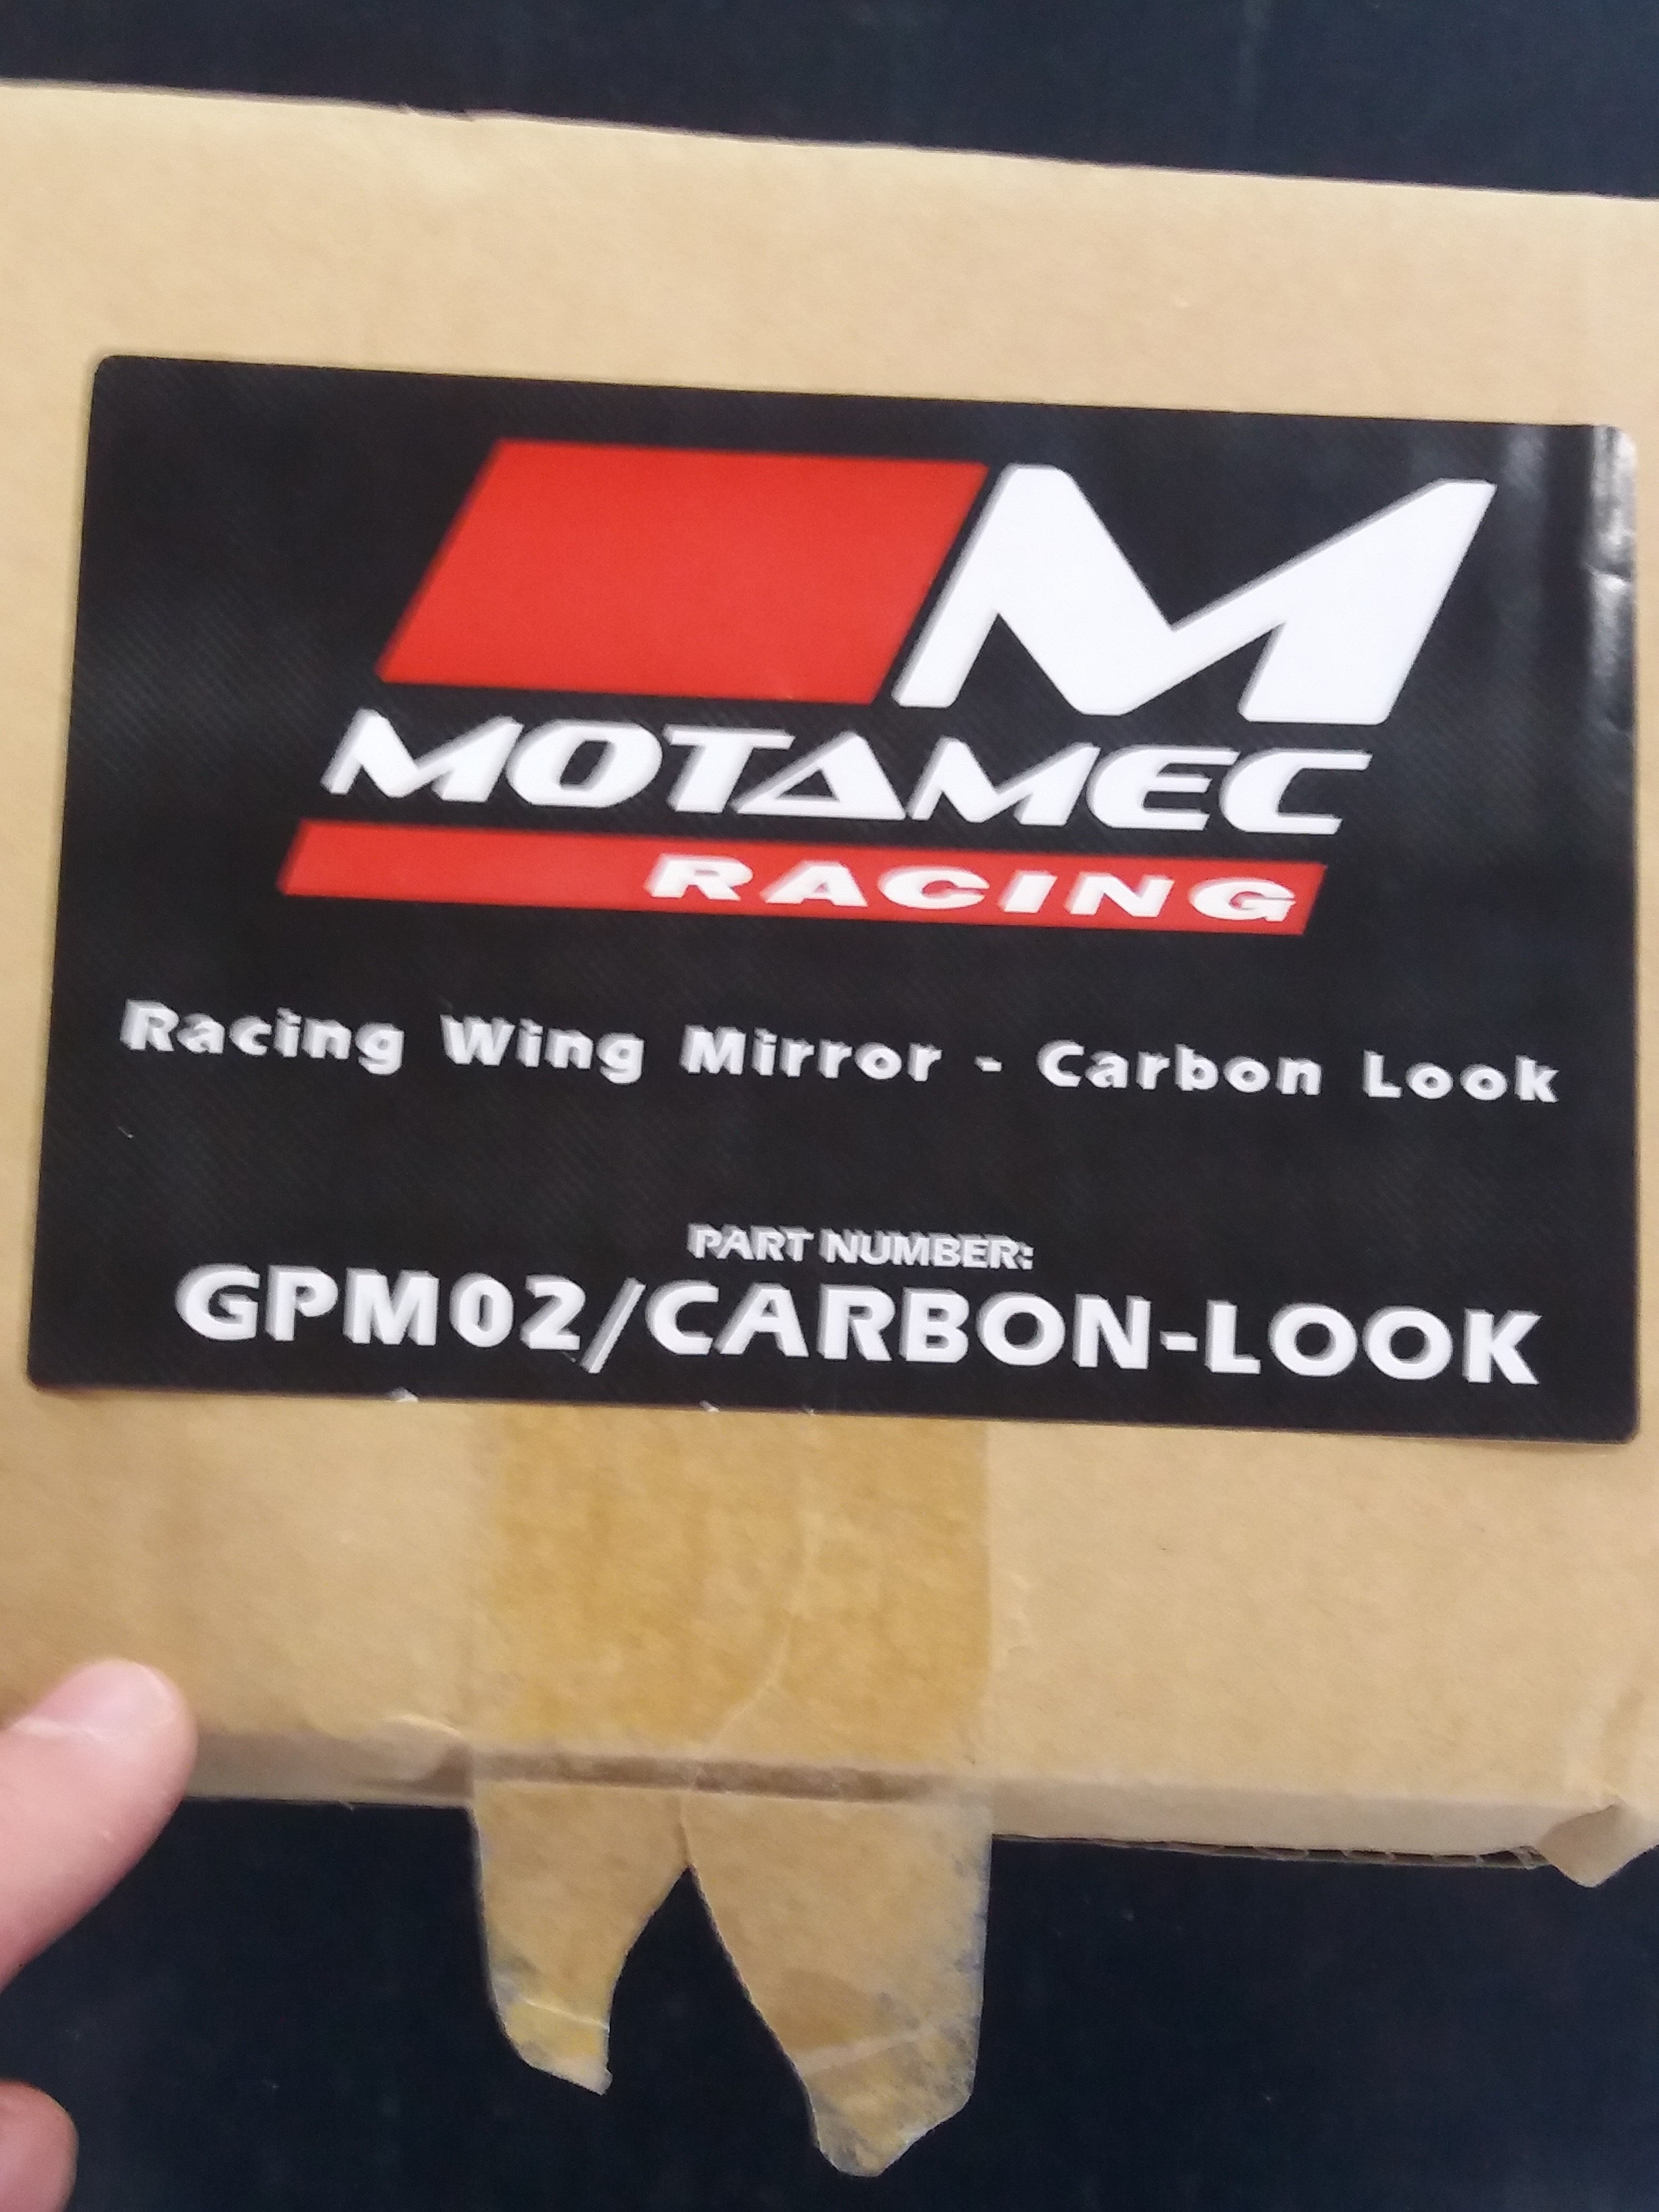 M
MOTAMEC
RACING
Racing Wing Mirror - Carbon Look
PART NUMBER:
GPM02/CARBON-LOOK